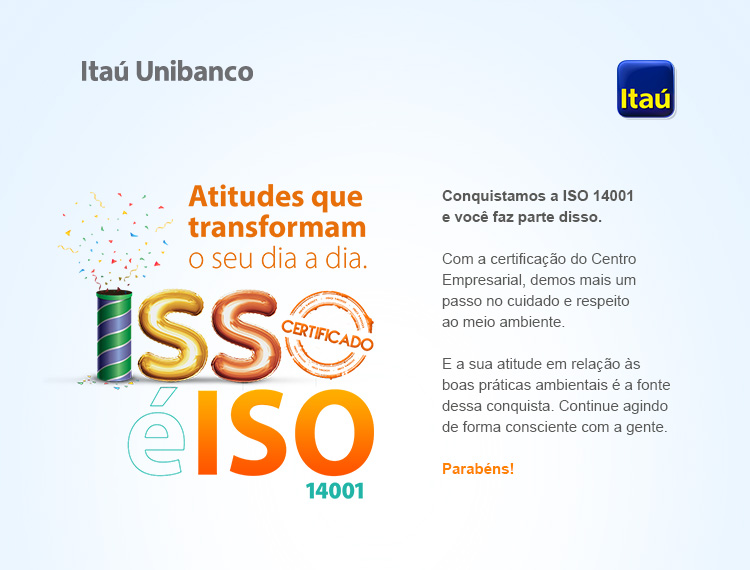 Itaú Unibanco
Itaú
Atitudes que
transformam
o seu dia a dia.
ISSO
CERTIFICADO
é ISO
14001
Conquistamos a ISO 14001
e você faz parte disso.
Com a certificação do Centro
Empresarial, demos mais um
passo no cuidado e respeito
ao meio ambiente.
E a sua atitude em relação às
boas práticas ambientais é a fonte
dessa conquista. Continue agindo
de forma consciente com a gente.
Parabéns!